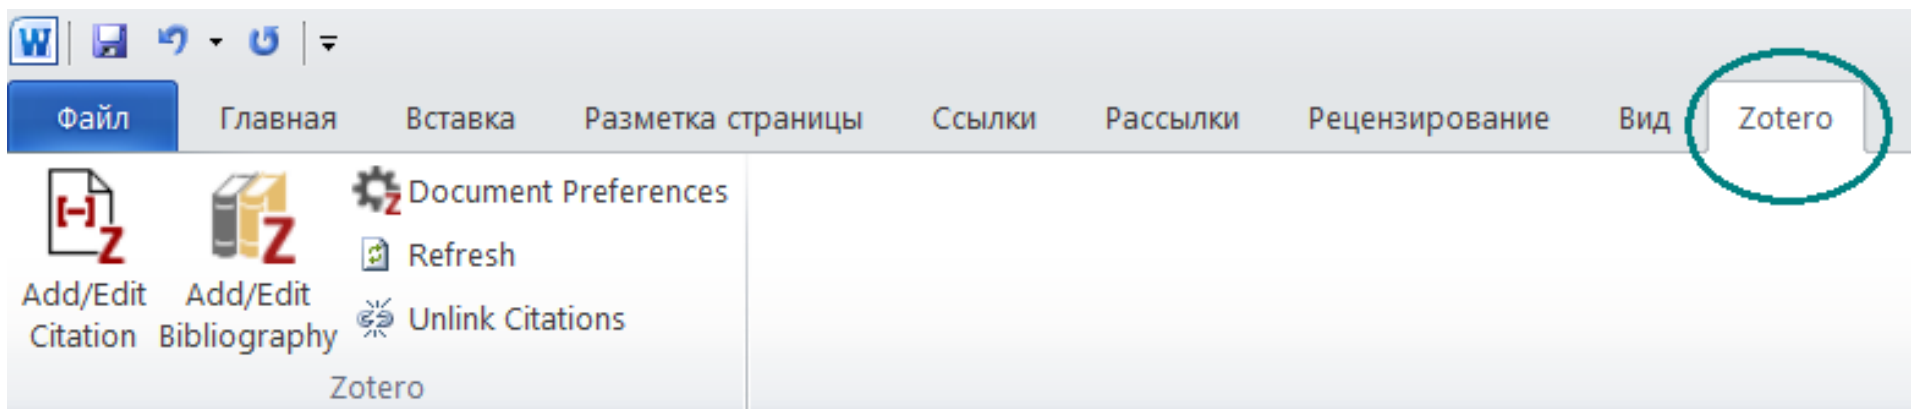 Файл Главная Вставка Разметка страницы Ссылки Рассылки Рецензирование Вид Zotero
Add/Edit Citation
Add/Edit Bibliography
Document Preferences
Refresh
Unlink Citations
Zotero